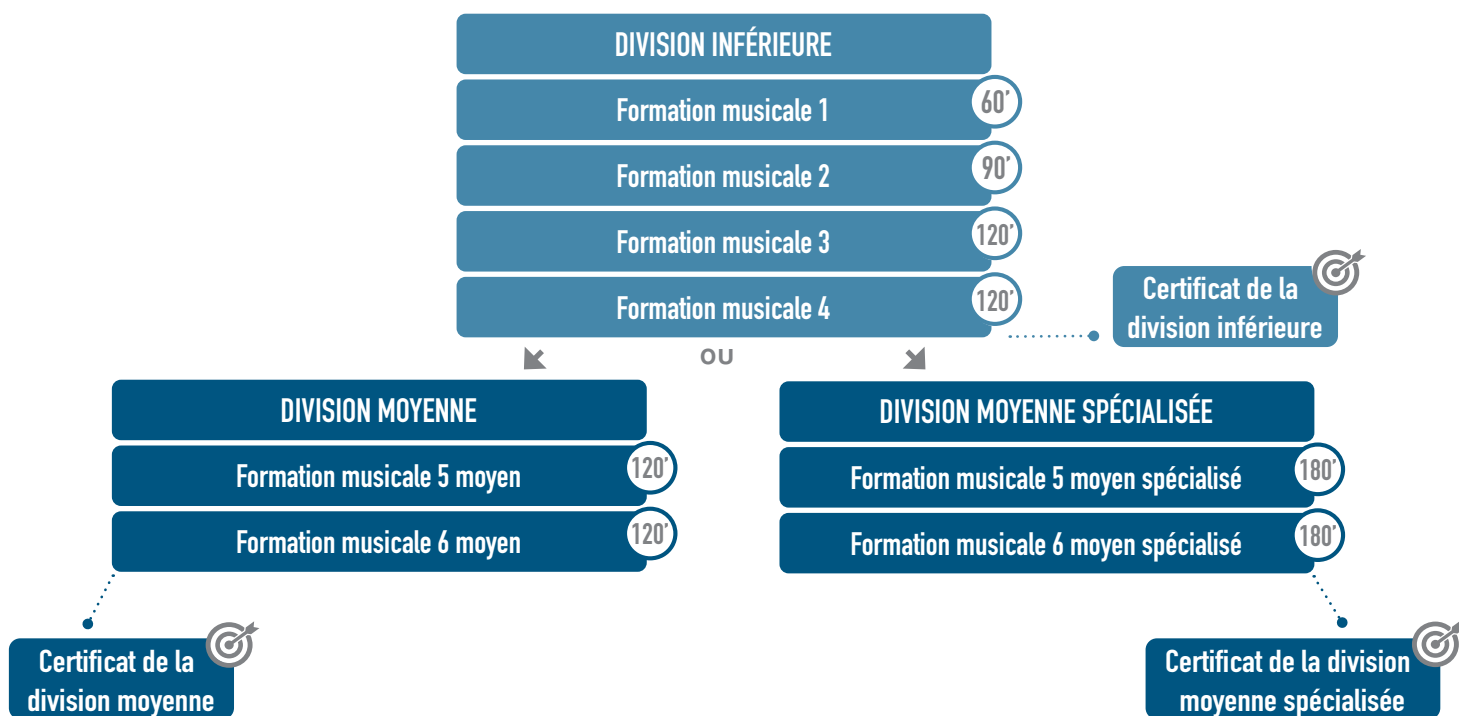 DIVISION INFÉRIEURE
Formation musicale 1
60'
Formation musicale 2
90'
Formation musicale 3
120'
Formation musicale 4
120'
Certificat de la
division inférieure
OU
DIVISION MOYENNE
Formation musicale 5 moyen
120'
Formation musicale 6 moyen
120'
Certificat de la
division moyenne
DIVISION MOYENNE SPÉCIALISÉE
Formation musicale 5 moyen spécialisé
180'
Formation musicale 6 moyen spécialisé
180'
Certificat de la division
moyenne spécialisée